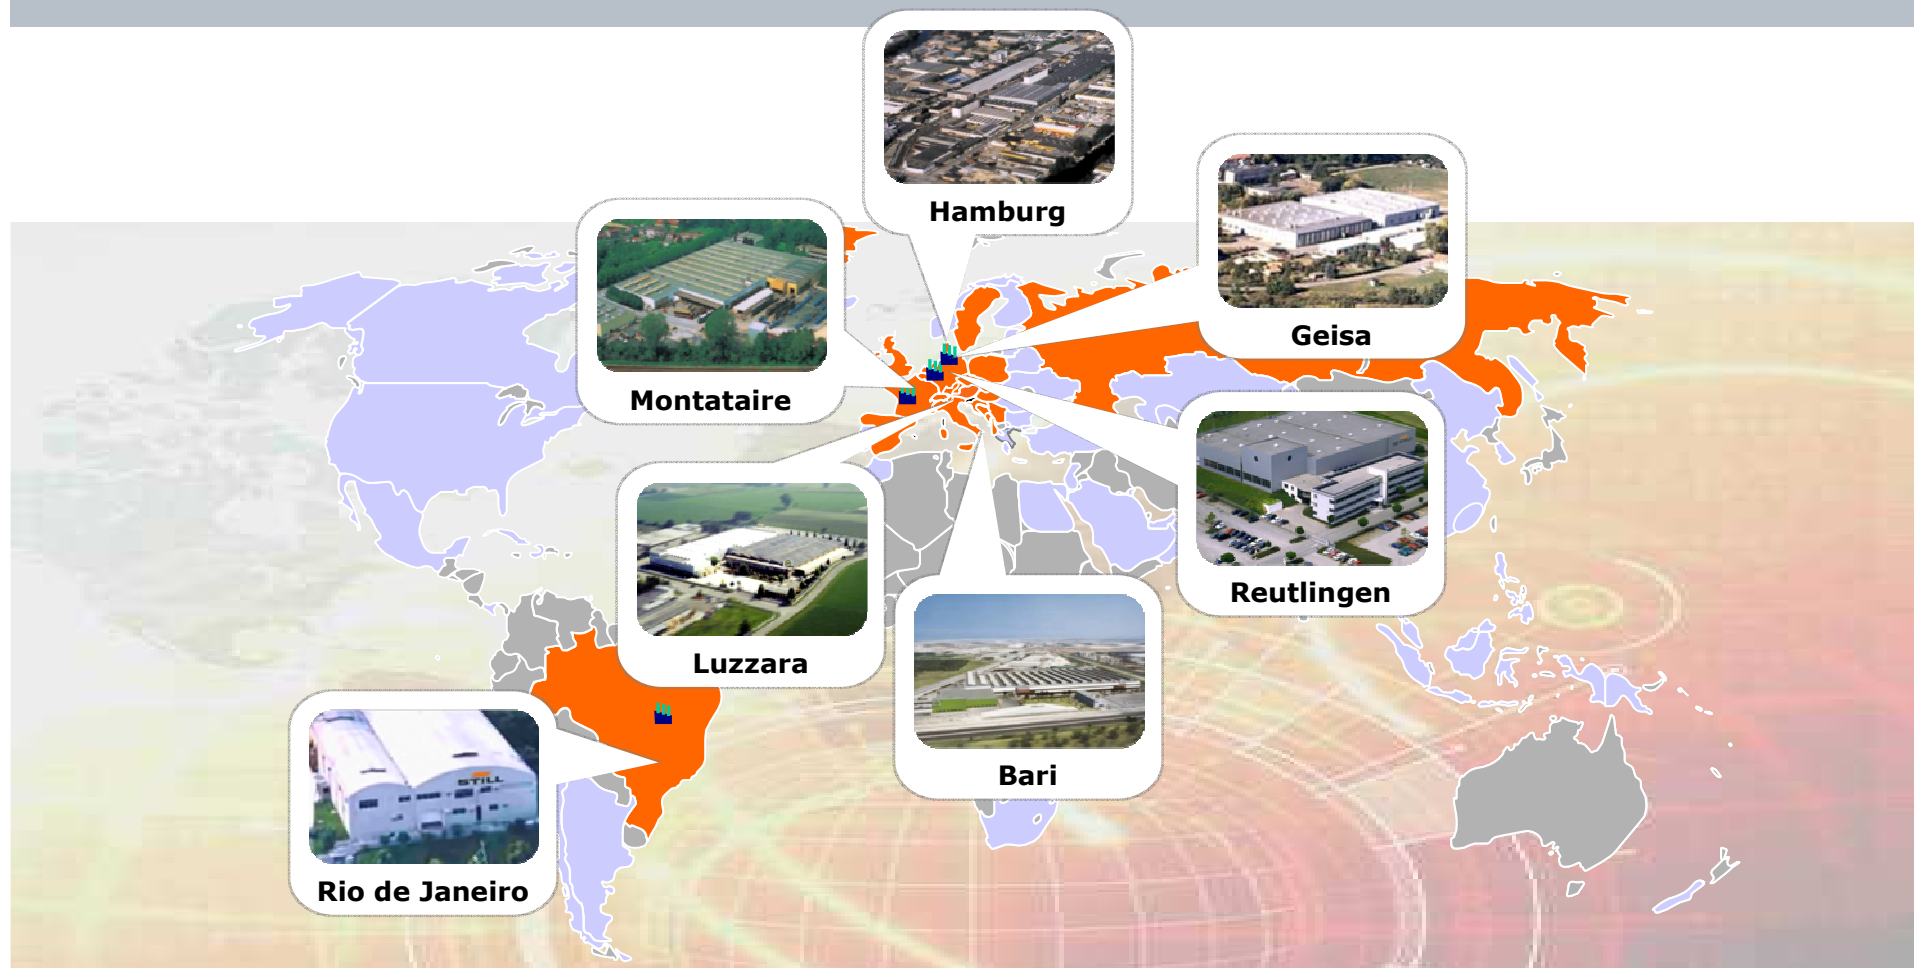 Hamburg
Geisa
Montataire
Reutlingen
Luzzara
Bari
STILL
Rio de Janeiro